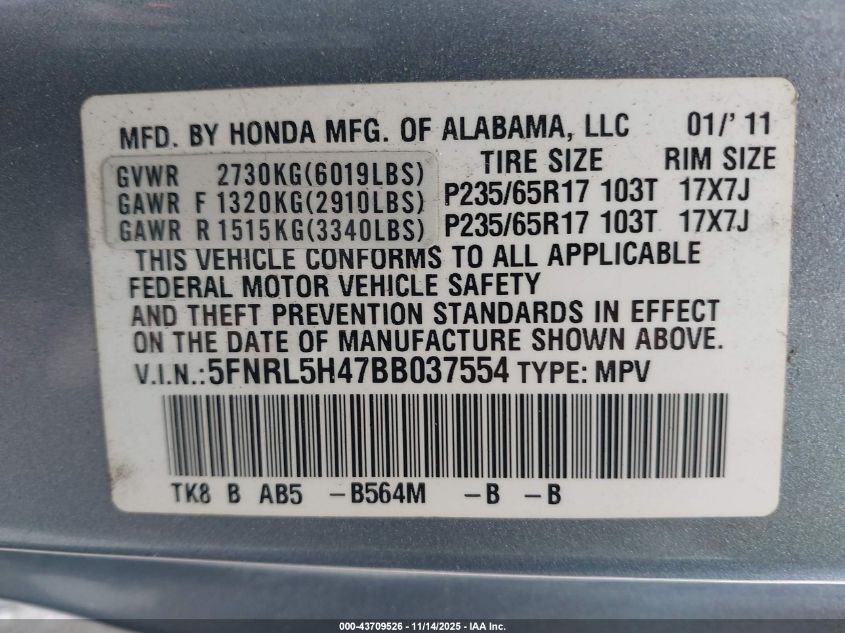 MFD. BY HONDA MFG. OF ALABAMA, LLC 01/'11
TIRE SIZE RIM SIZE
GVWR 2730KG(6019LBS)
GAWR F 1320KG(2910LBS) P235/65R17 103T 17X7J
GAWR R 1515KG(3340LBS) P235/65R17 103T 17X7J
THIS VEHICLE CONFORMS TO ALL APPLICABLE
FEDERAL MOTOR VEHICLE SAFETY
AND THEFT PREVENTION STANDARDS IN EFFECT
ON THE DATE OF MANUFACTURE SHOWN ABOVE.
V.I.N.:5FNRL5H47BB037554 TYPE: MPV
TK8 B AB5 -B564M -B -B
000-43709526 - 11/14/2025 - IAA Inc.